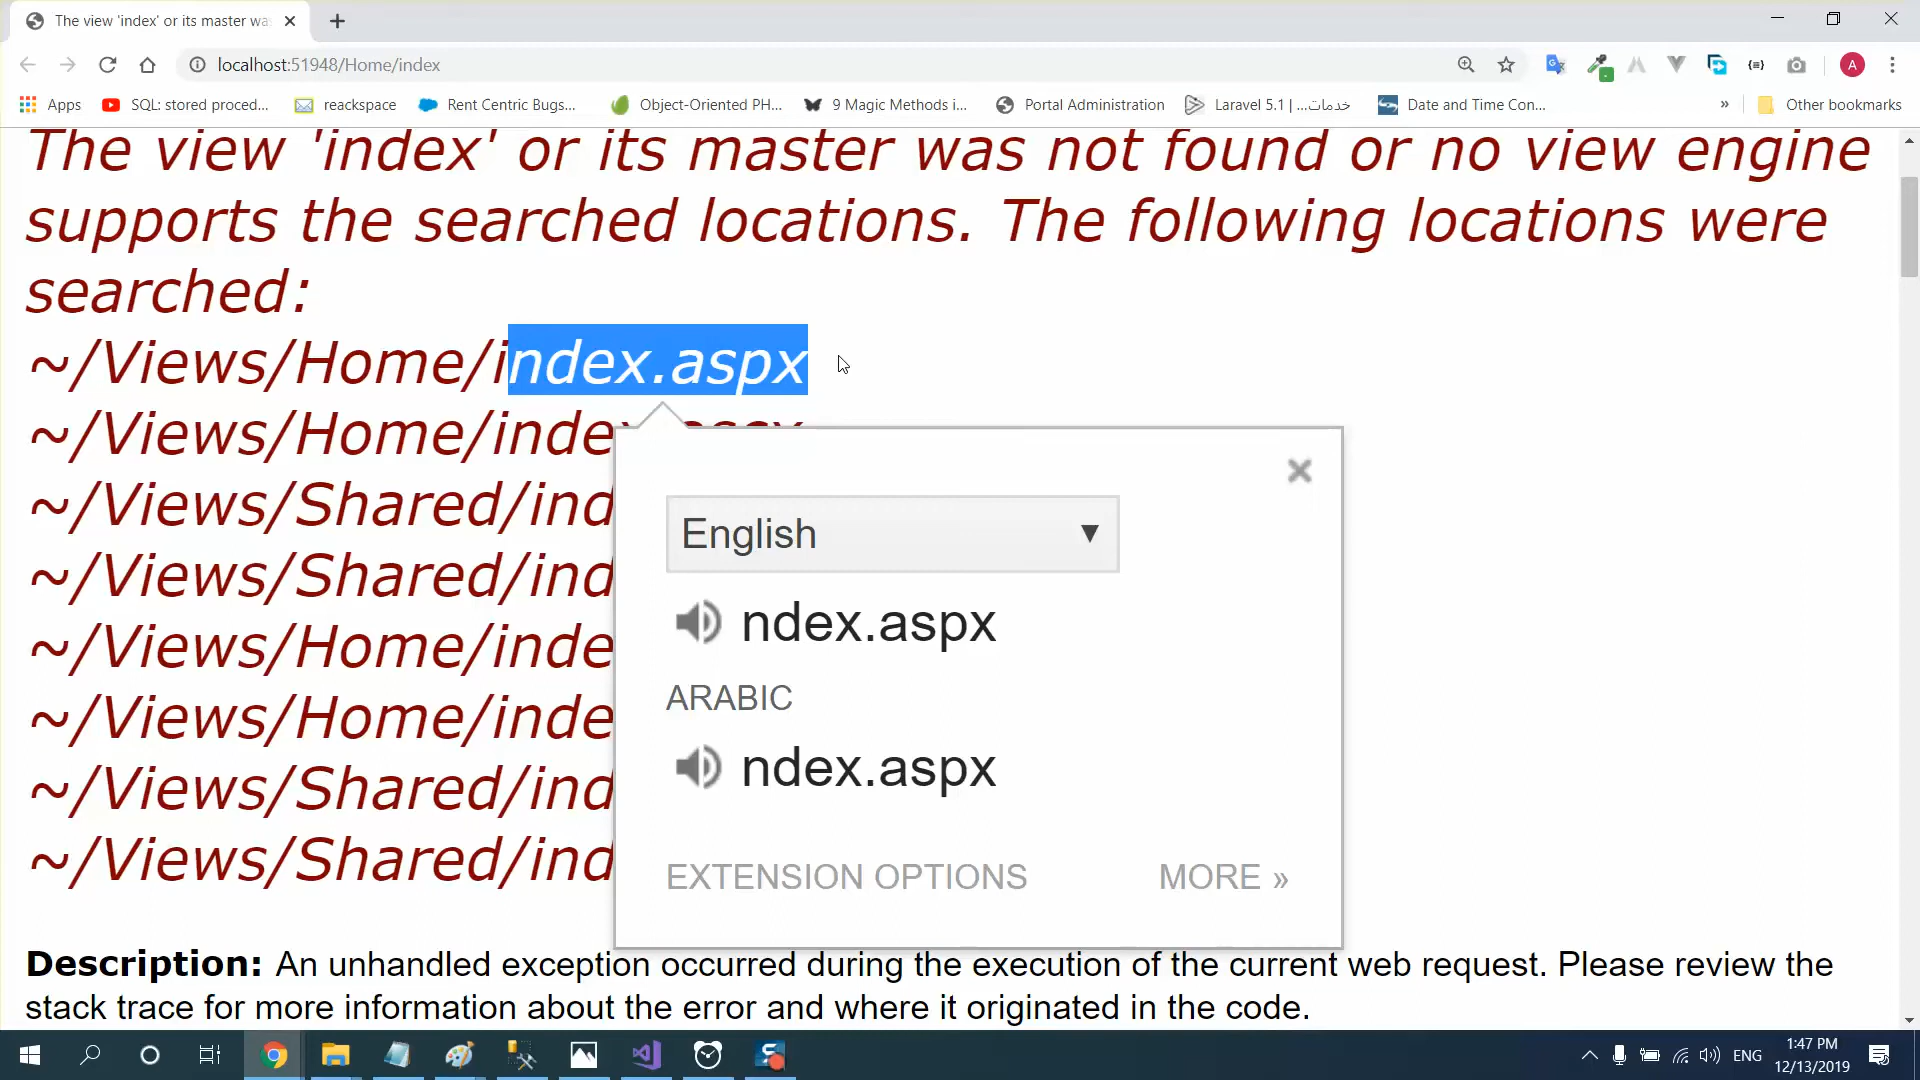 The view 'index' or its master wa
localhost:51948/Home/index
Apps
SQL: stored proced...
reackspace
Rent Centric Bugs...
Object-Oriented PH...
9 Magic Methods i...
Portal Administration
Laravel 5.1 | ...خدمات
Date and Time Con...
»
Other bookmarks
The view 'index' or its master was not found or no view engine
supports the searched locations. The following locations were
searched:
~/Views/Home/index.aspx
~/Views/Home/index.ascx
~/Views/Shared/ind
~/Views/Shared/ind
~/Views/Home/inde
~/Views/Home/inde
~/Views/Shared/ind
~/Views/Shared/ind
English
ndex.aspx
ARABIC
ndex.aspx
EXTENSION OPTIONS
MORE »
Description: An unhandled exception occurred during the execution of the current web request. Please review the
stack trace for more information about the error and where it originated in the code.
ENG
1:47 PM
12/13/2019